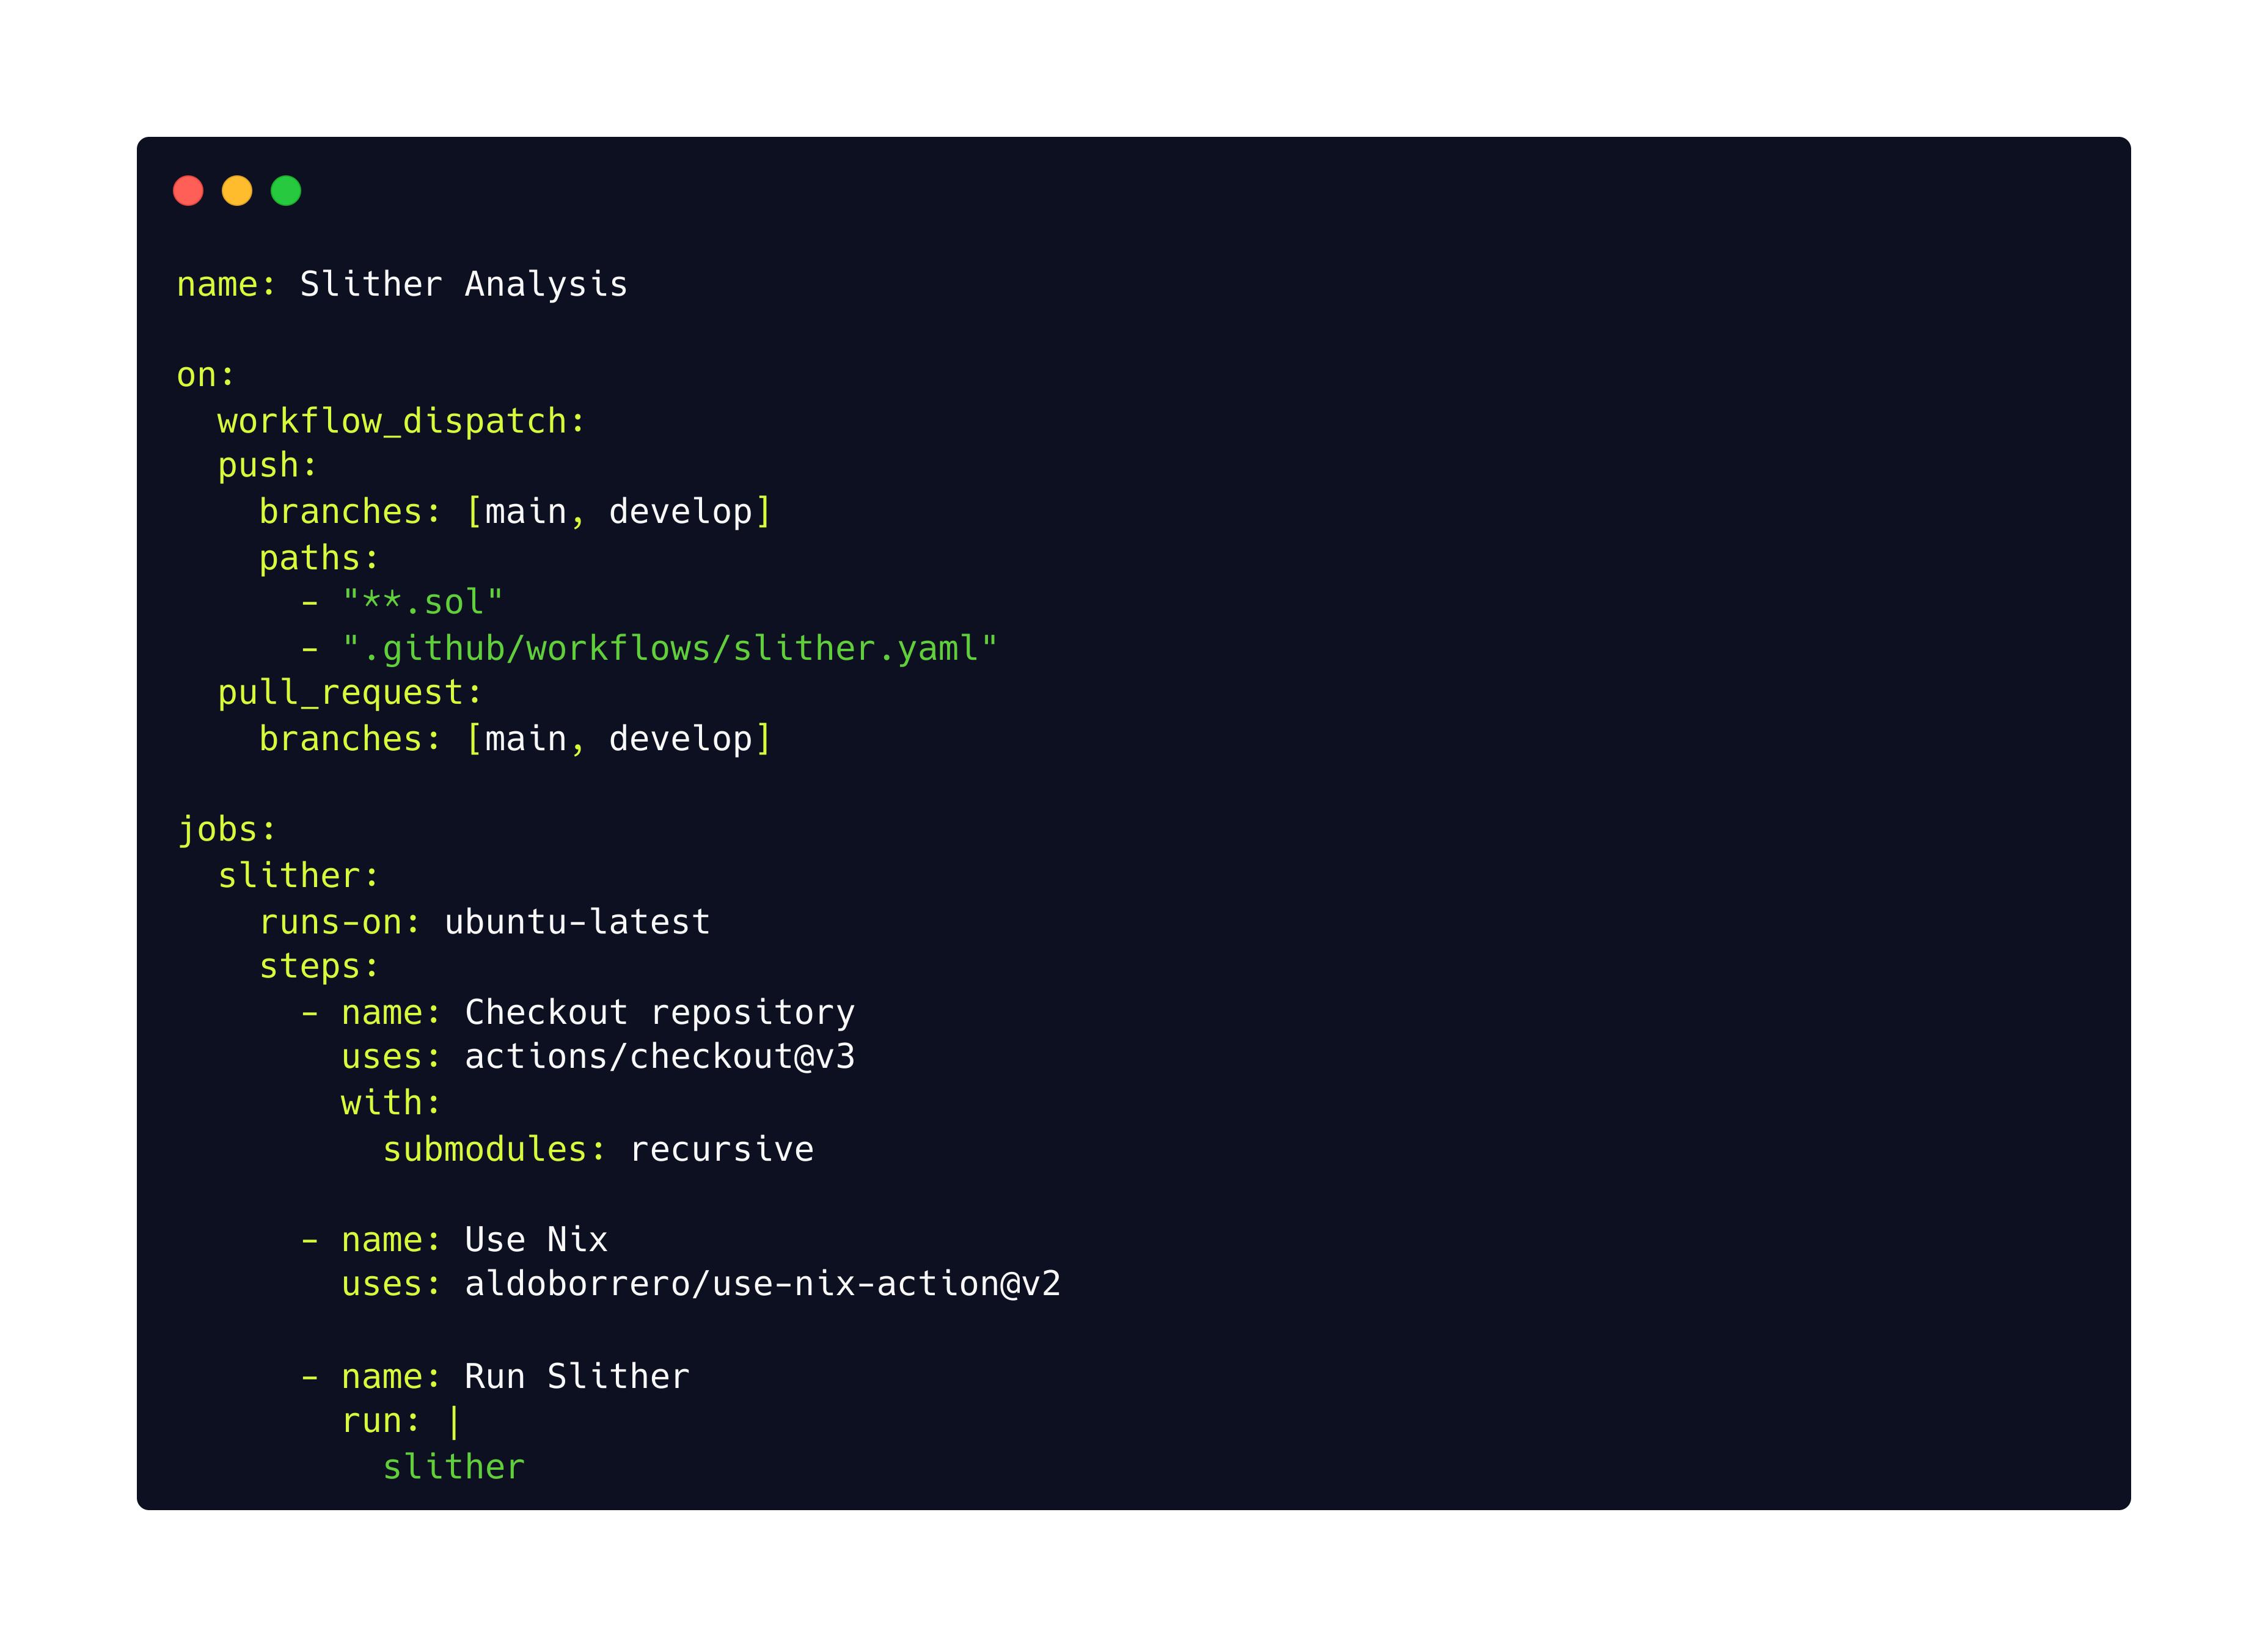 name: Slither Analysis

on:
  workflow_dispatch:
  push:
    branches: [main, develop]
    paths:
      - "**.sol"
      - ".github/workflows/slither.yaml"
  pull_request:
    branches: [main, develop]

jobs:
  slither:
    runs-on: ubuntu-latest
    steps:
      - name: Checkout repository
        uses: actions/checkout@v3
        with:
          submodules: recursive

      - name: Use Nix
        uses: aldoborrero/use-nix-action@v2

      - name: Run Slither
        run: |
          slither